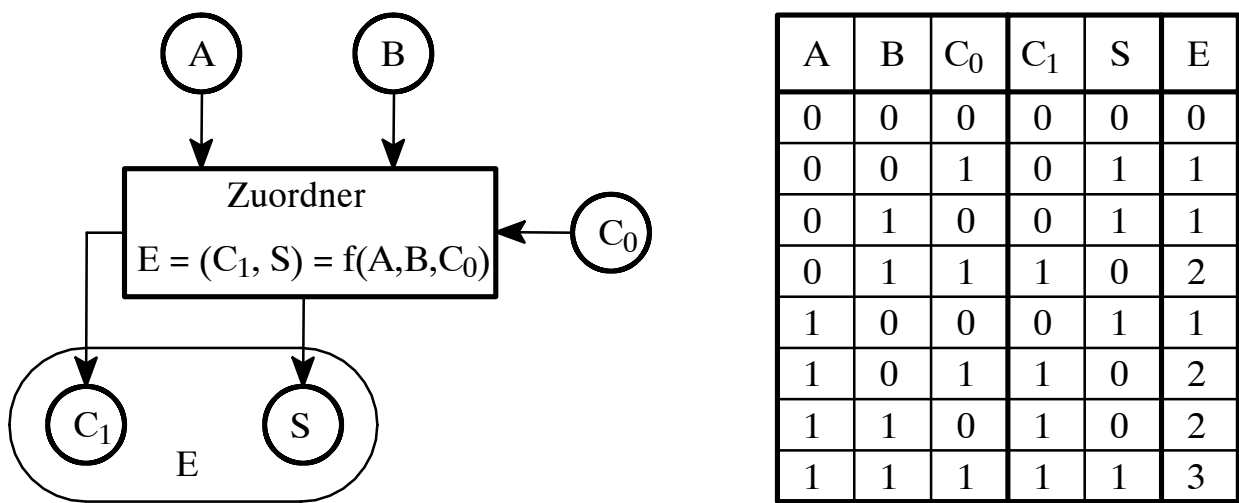 A B
Zuordner
E = (C₁, S) = f(A,B,C₀)
C₀
C₁ S
E
A B C₀ C₁ S E
0 0 0 0 0 0
0 0 1 0 1 1
0 1 0 0 1 1
0 1 1 1 0 2
1 0 0 0 1 1
1 0 1 1 0 2
1 1 0 1 0 2
1 1 1 1 1 3